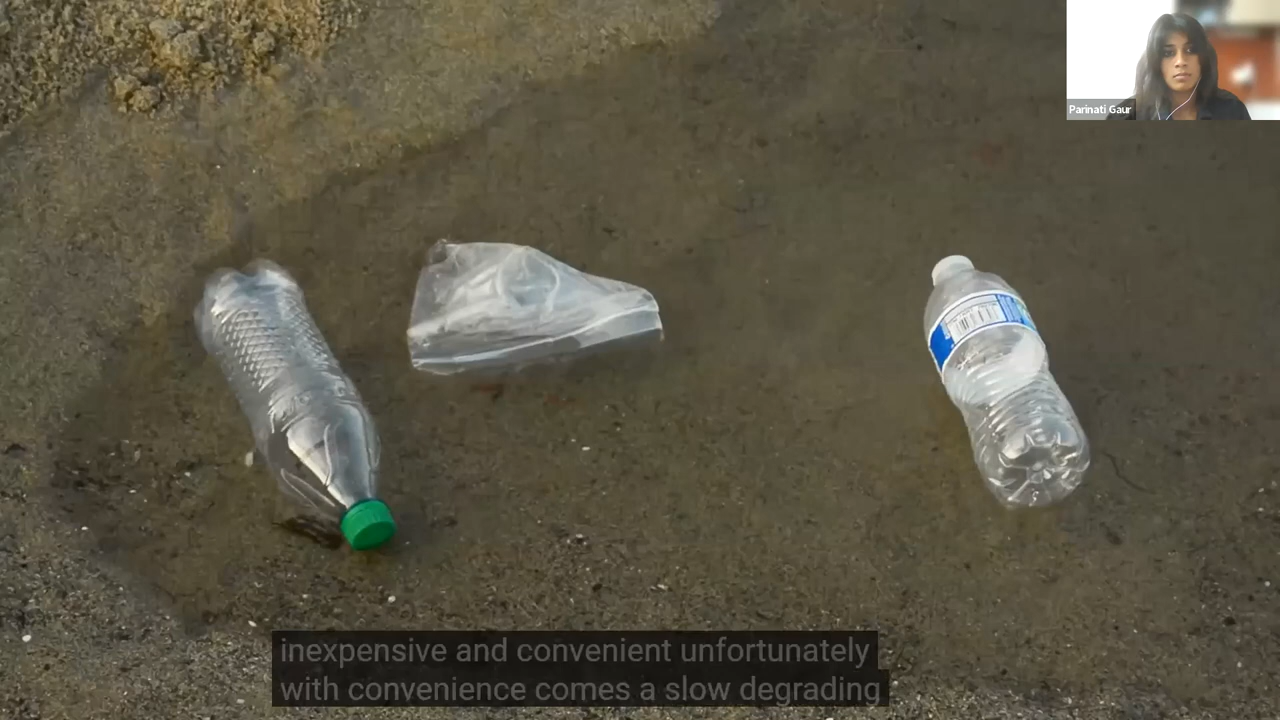 Parinati Gaur
inexpensive and convenient unfortunately
with convenience comes a slow degrading